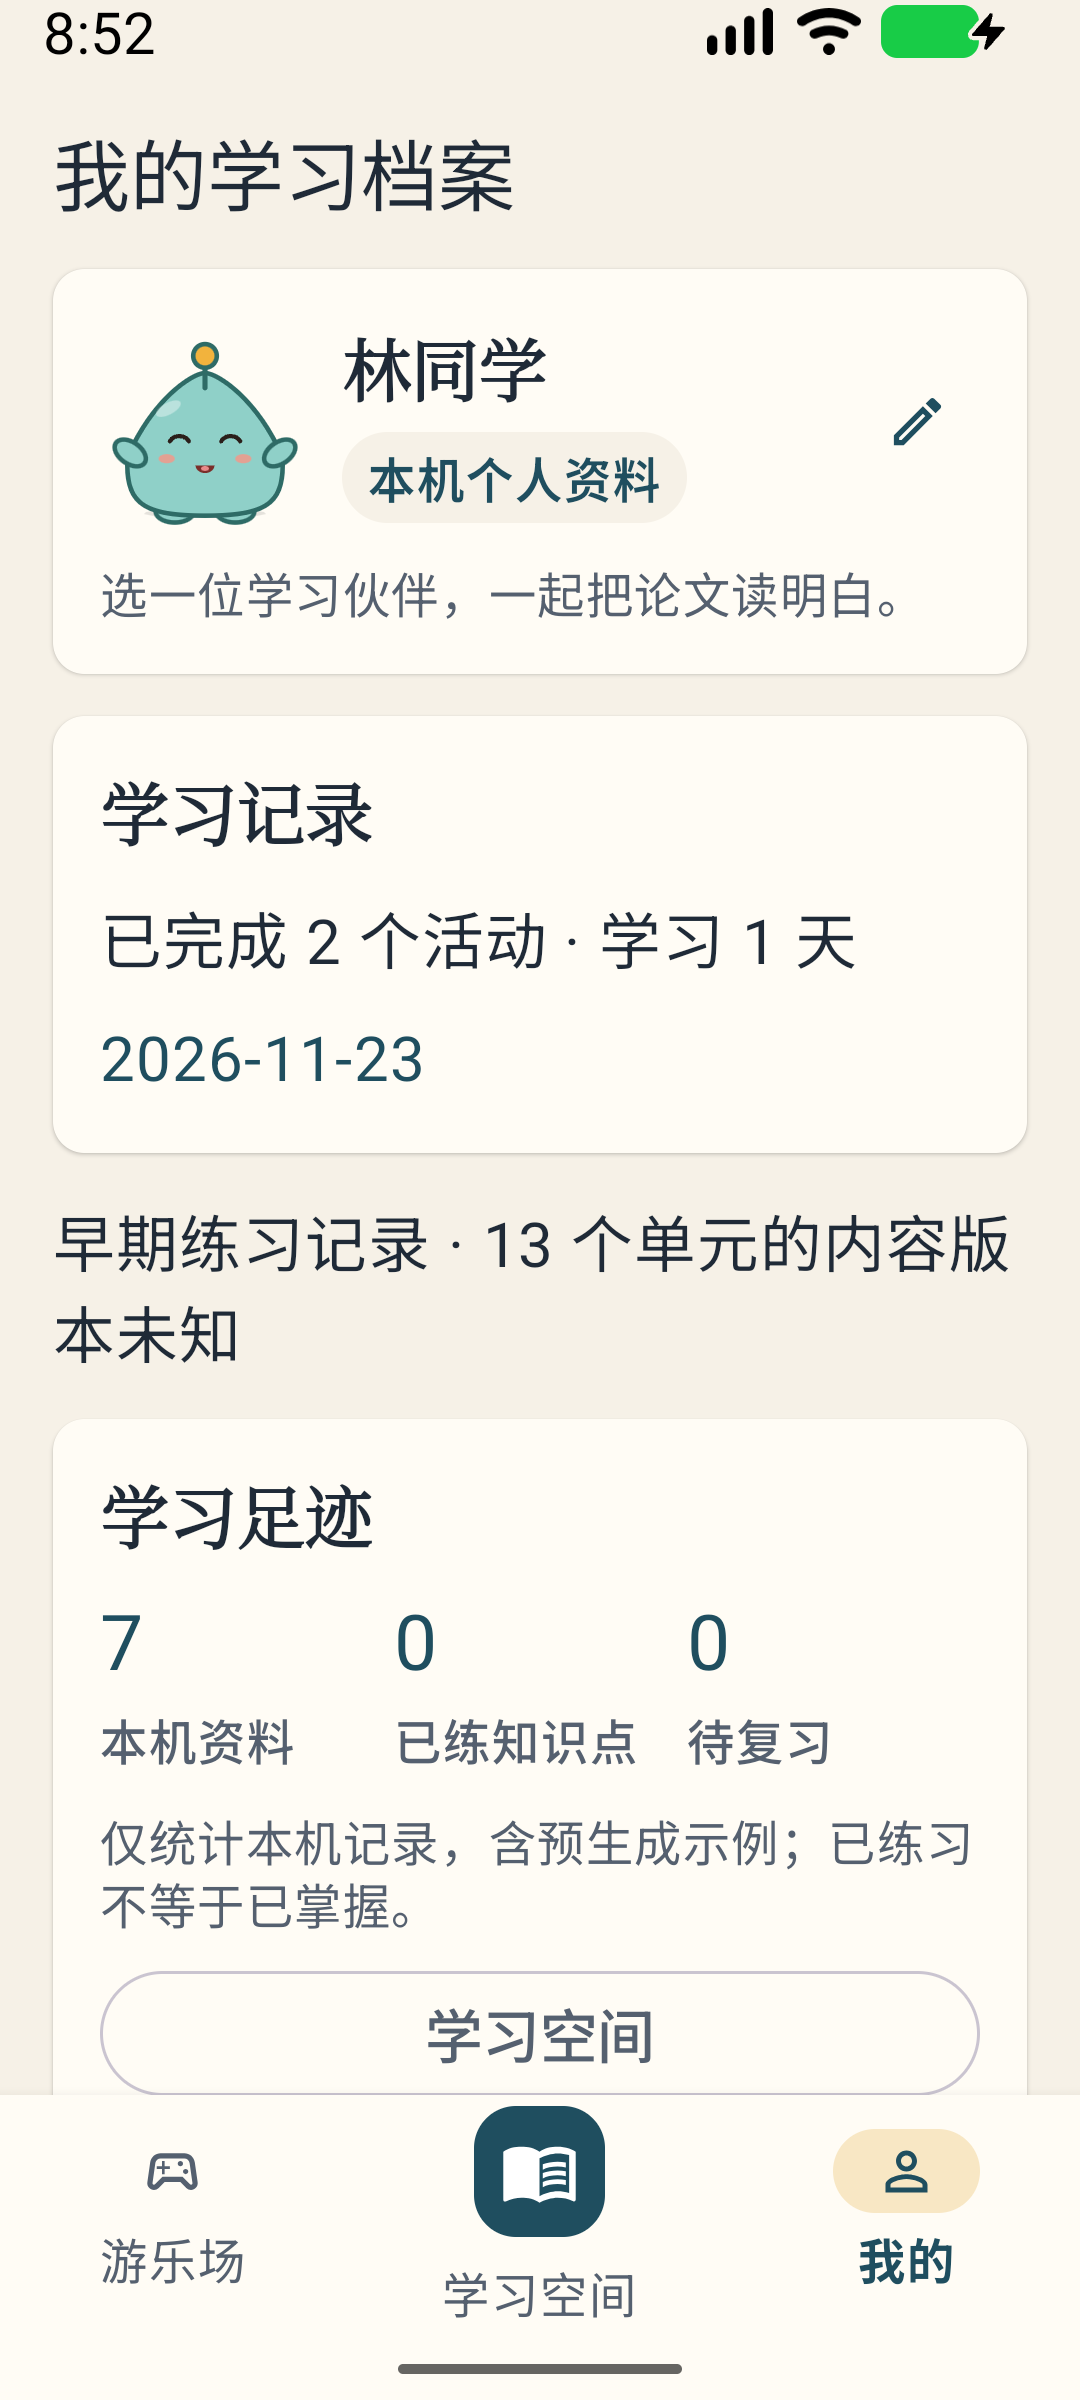 8:52
我的学习档案
林同学
本机个人资料
选一位学习伙伴，一起把论文读明白。
学习记录
已完成 2 个活动 · 学习 1 天
2026-11-23
早期练习记录 · 13 个单元的内容版
本未知
学习足迹
7 0 0
本机资料 已练知识点 待复习
仅统计本机记录，含预生成示例；已练习
不等于已掌握。
学习空间
游乐场 学习空间 我的